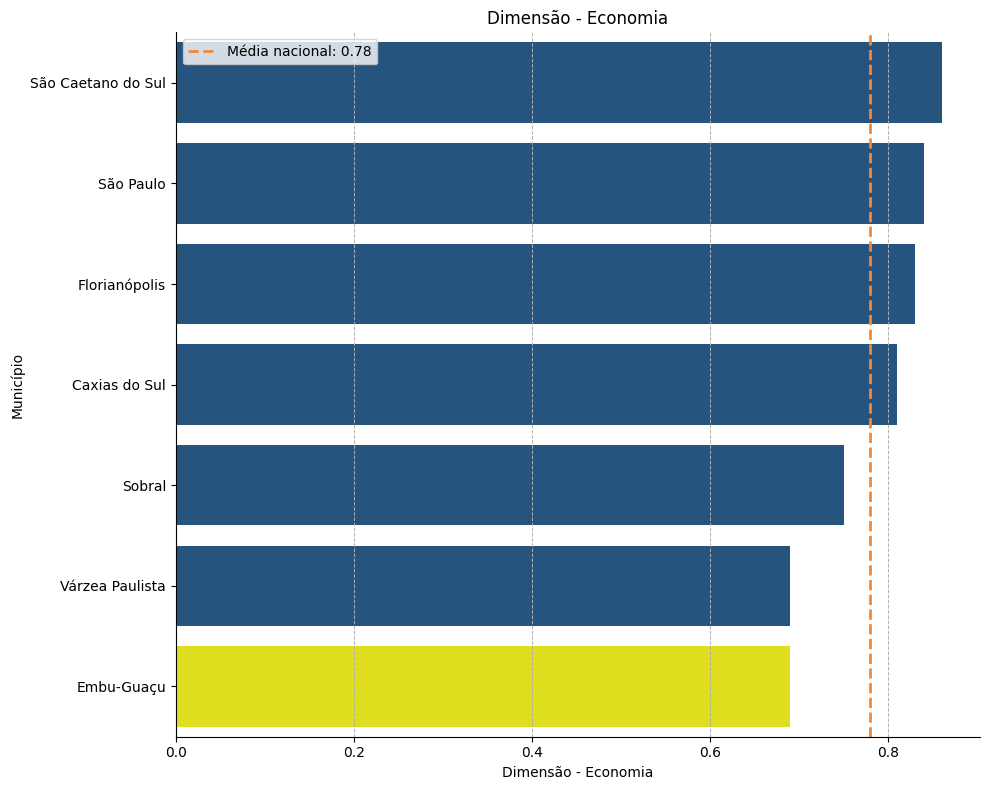 Dimensão - Economia
Média nacional: 0.78
São Caetano do Sul
São Paulo
Florianópolis
Caxias do Sul
Sobral
Várzea Paulista
Embu-Guaçu
Município
0.0 0.2 0.4 0.6 0.8
Dimensão - Economia